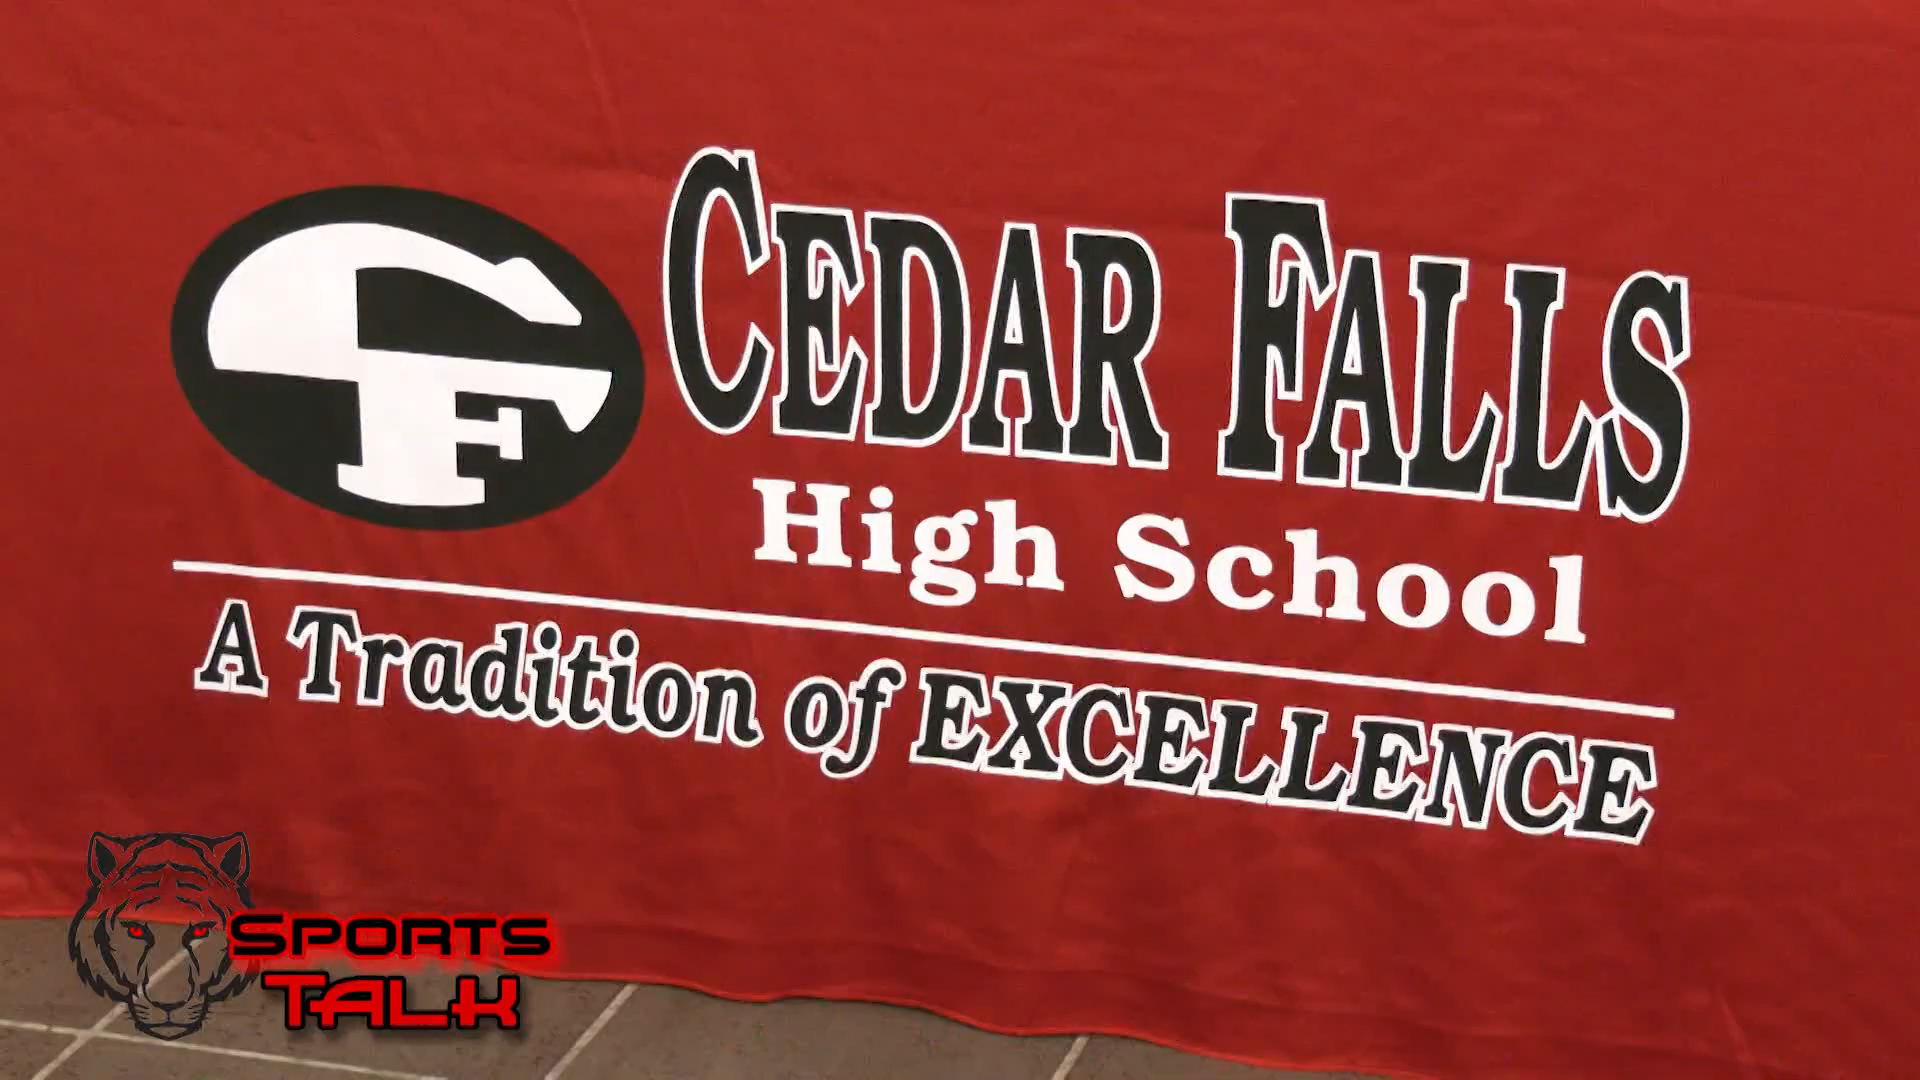 CF
CEDAR FALLS
High School
A Tradition of EXCELLENCE
SPORTS
TALK